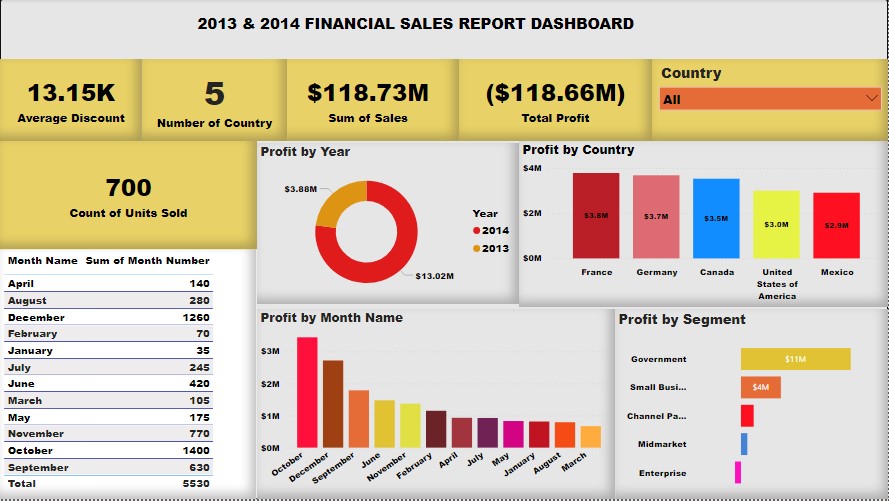 2013 & 2014 FINANCIAL SALES REPORT DASHBOARD
13.15K
Average Discount
5
Number of Country
$118.73M
Sum of Sales
($118.66M)
Total Profit
Country
All
700
Count of Units Sold
Month Name Sum of Month Number
April 140
August 280
December 1260
February 70
January 35
July 245
June 420
March 105
May 175
November 770
October 1400
September 630
Total 5530
Profit by Year
$3.88M
$13.02M
Year
2014
2013
Profit by Country
$4M
$2M
$0M
$3.8M
$3.7M
$3.5M
$3.0M
$2.9M
France
Germany
Canada
United
States of
America
Mexico
Profit by Month Name
$3M
$2M
$1M
$0M
October
December
September
June
November
February
April
July
May
January
August
March
Profit by Segment
Government $11M
Small Busi... $4M
Channel Pa...
Midmarket
Enterprise